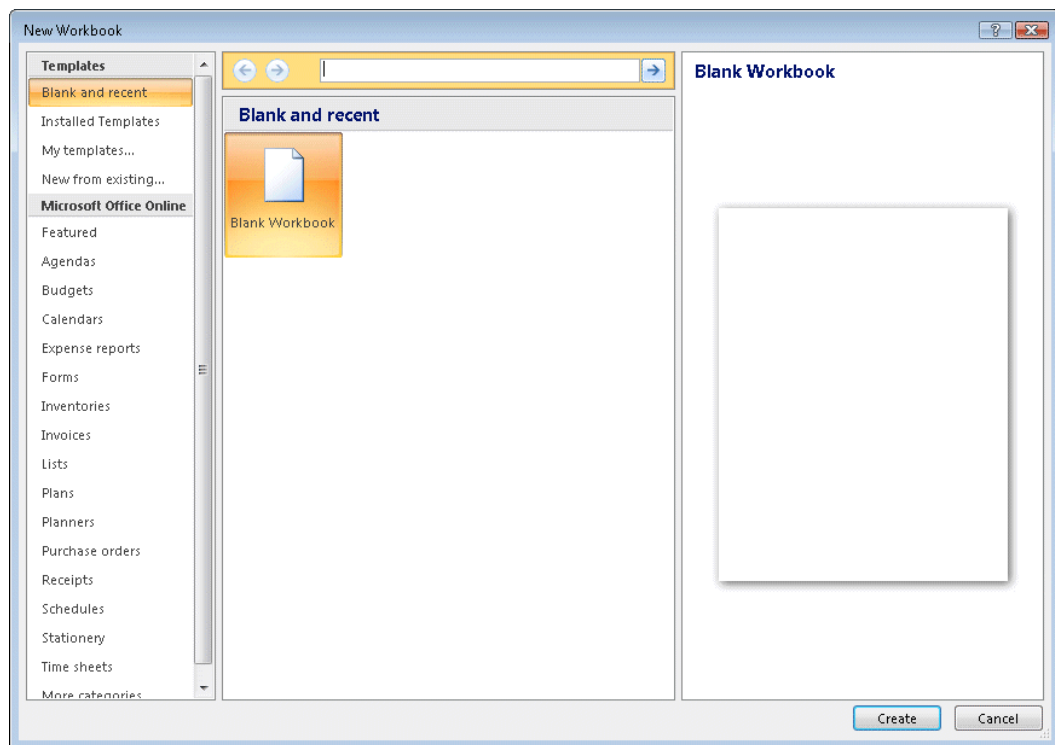 New Workbook
Templates
Blank and recent
Installed Templates
My templates...
New from existing...
Microsoft Office Online
Featured
Agendas
Budgets
Calendars
Expense reports
Forms
Inventories
Invoices
Lists
Plans
Planners
Purchase orders
Receipts
Schedules
Stationery
Time sheets
More categories
Blank and recent
Blank Workbook
Blank Workbook
Create
Cancel